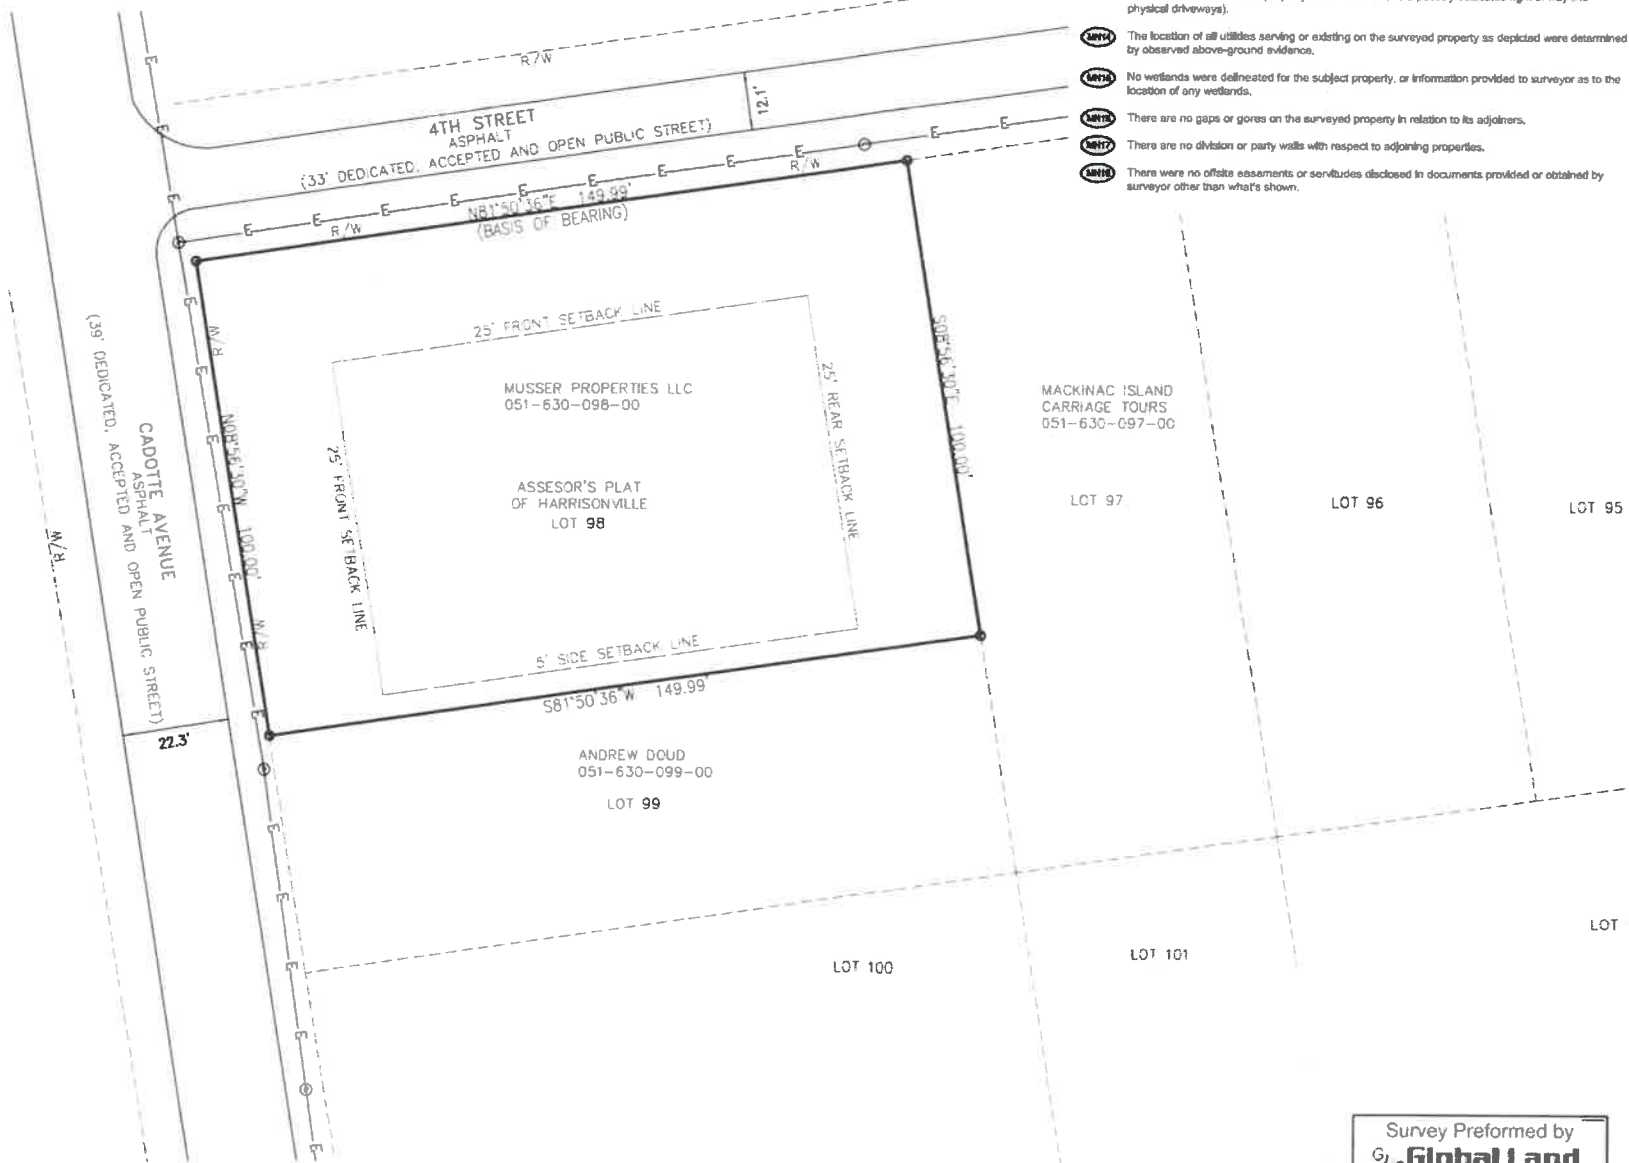 physical driveways).
MN14 The location of all utilities serving or existing on the surveyed property as depicted were determined
by observed above-ground evidence.
No wetlands were delineated for the subject property, or information provided to surveyor as to the
location of any wetlands.
There are no gaps or gores on the surveyed property in relation to its adjoiners.
MN17 There are no division or party walls with respect to adjoining properties.
There were no offsite easements or servitudes disclosed in documents provided or obtained by
surveyor other than what's shown.
R/W
4TH STREET
ASPHALT
(33' DEDICATED, ACCEPTED AND OPEN PUBLIC STREET)
12.1'
E E E E E E E E E E E
R/W
R/W
N81°50'36"E 149.99'
(BASIS OF BEARING)
25' FRONT SETBACK LINE
MUSSER PROPERTIES LLC
051-630-098-00
25' REAR SETBACK LINE
S08°56'30"E 100.00'
MACKINAC ISLAND
CARRIAGE TOURS
051-630-097-00
R/W
N08°56'30"W 100.00'
R/W
25' FRONT SETBACK LINE
ASSESOR'S PLAT
OF HARRISONVILLE
LOT 98
LOT 97
LOT 96
LOT 95
CADOTTE AVENUE
ASPHALT
(39' DEDICATED, ACCEPTED AND OPEN PUBLIC STREET)
R/W
22.3'
5' SIDE SETBACK LINE
S81°50'36"W 149.99'
ANDREW DOUD
051-630-099-00
LOT 99
LOT 100
LOT 101
LOT
Survey Preformed by
Global Land